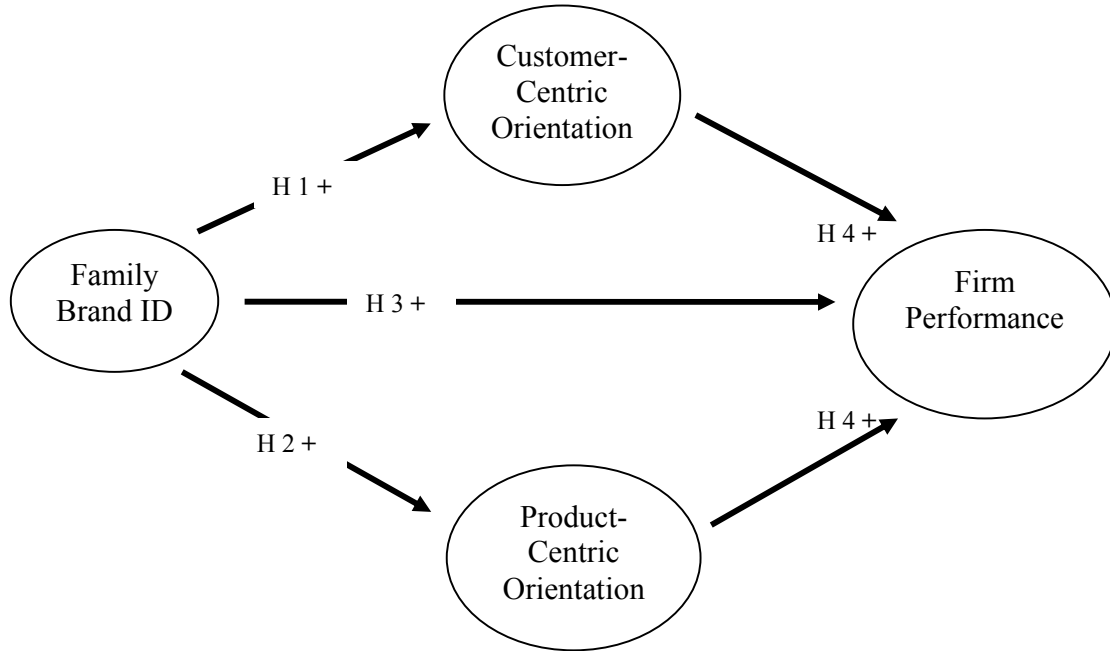 Customer-
Centric
Orientation
H 1 +
H 4 +
Family
Brand ID
H 3 +
Firm
Performance
H 2 +
H 4 +
Product-
Centric
Orientation